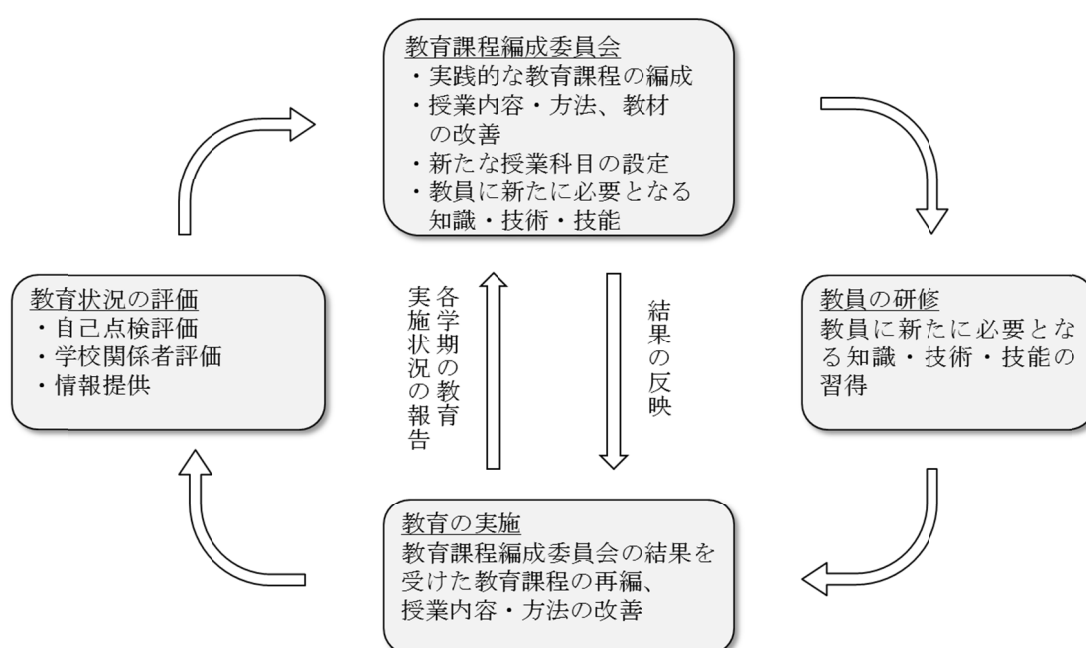 教育課程編成委員会
・実践的な教育課程の編成
・授業内容・方法、教材
の改善
・新たな授業科目の設定
・教員に新たに必要となる
知識・技術・技能
教育状況の評価
・自己点検評価
・学校関係者評価
・情報提供
各学期の教育
実施状況の報告
結果の反映
教員の研修
教員に新たに必要とな
る知識・技術・技能の
習得
教育の実施
教育課程編成委員会の結果を
受けた教育課程の再編、
授業内容・方法の改善